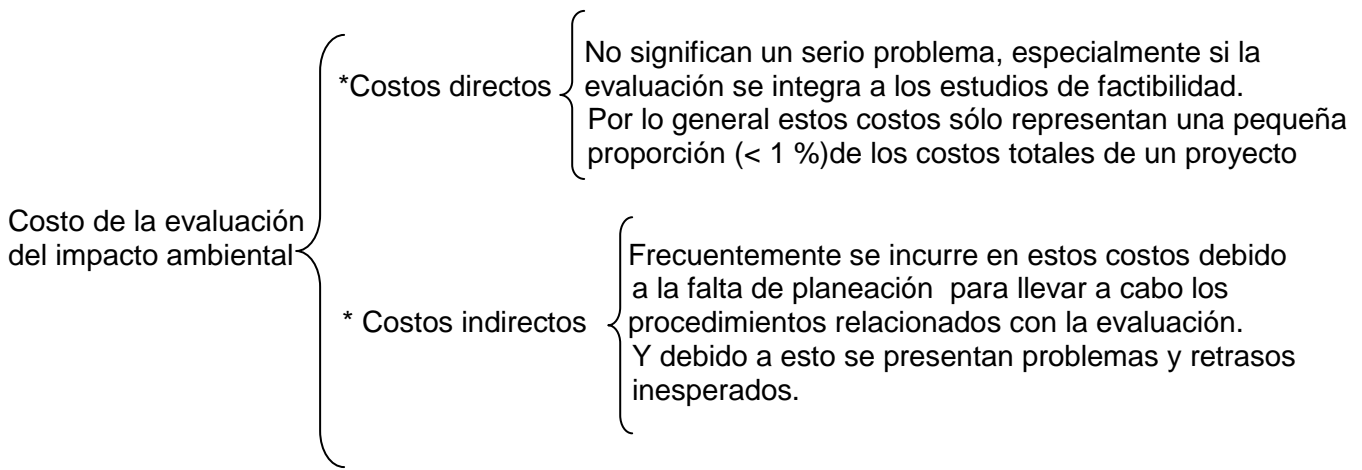 No significan un serio problema, especialmente si la
*Costos directos
evaluación se integra a los estudios de factibilidad.
Por lo general estos costos sólo representan una pequeña
proporción (< 1 %)de los costos totales de un proyecto
Costo de la evaluación
del impacto ambiental
Frecuentemente se incurre en estos costos debido
a la falta de planeación  para llevar a cabo los
* Costos indirectos
procedimientos relacionados con la evaluación.
Y debido a esto se presentan problemas y retrasos
inesperados.